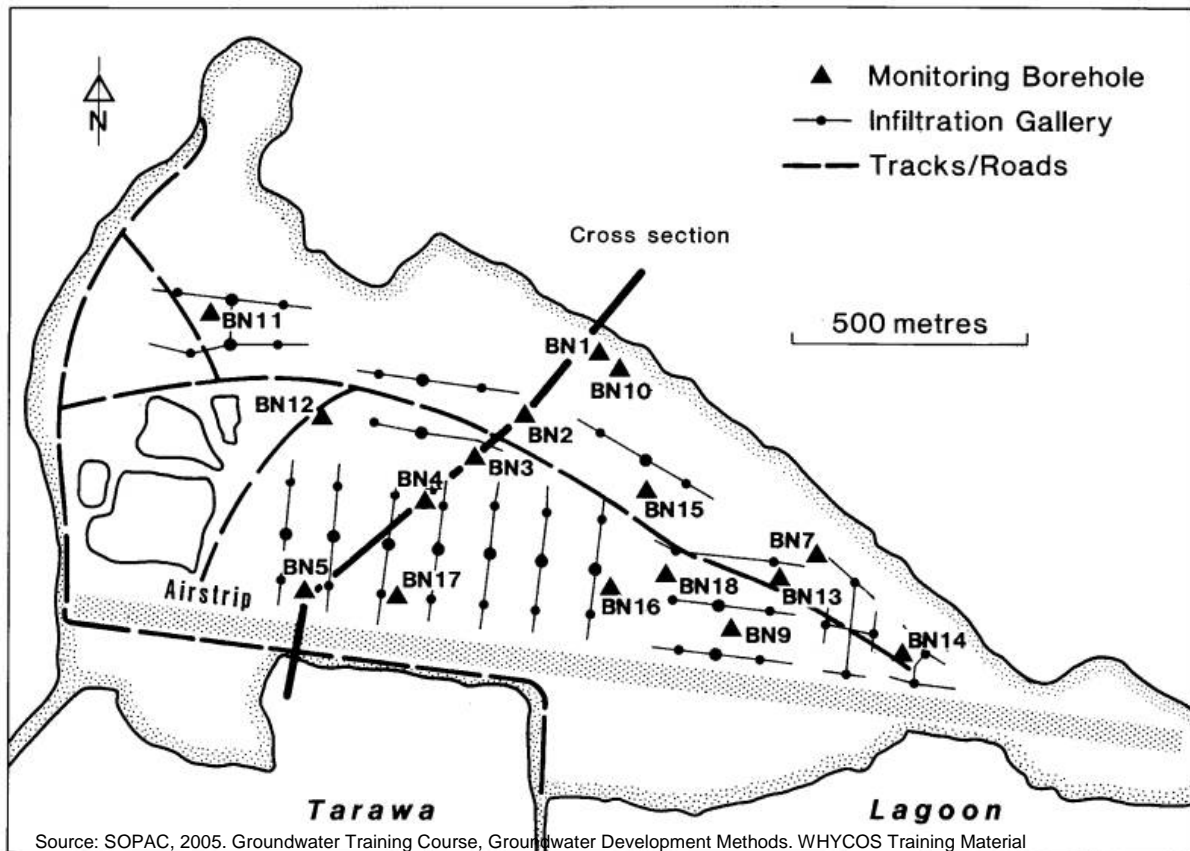 N
Monitoring Borehole
Infiltration Gallery
Tracks/Roads
Cross section
500 metres
BN11
BN1
BN10
BN12
BN2
BN3
BN4
BN15
BN5
BN17
BN7
BN18
BN13
BN16
BN9
BN14
Airstrip
Tarawa Lagoon
Source: SOPAC, 2005. Groundwater Training Course, Groundwater Development Methods. WHYCOS Training Material